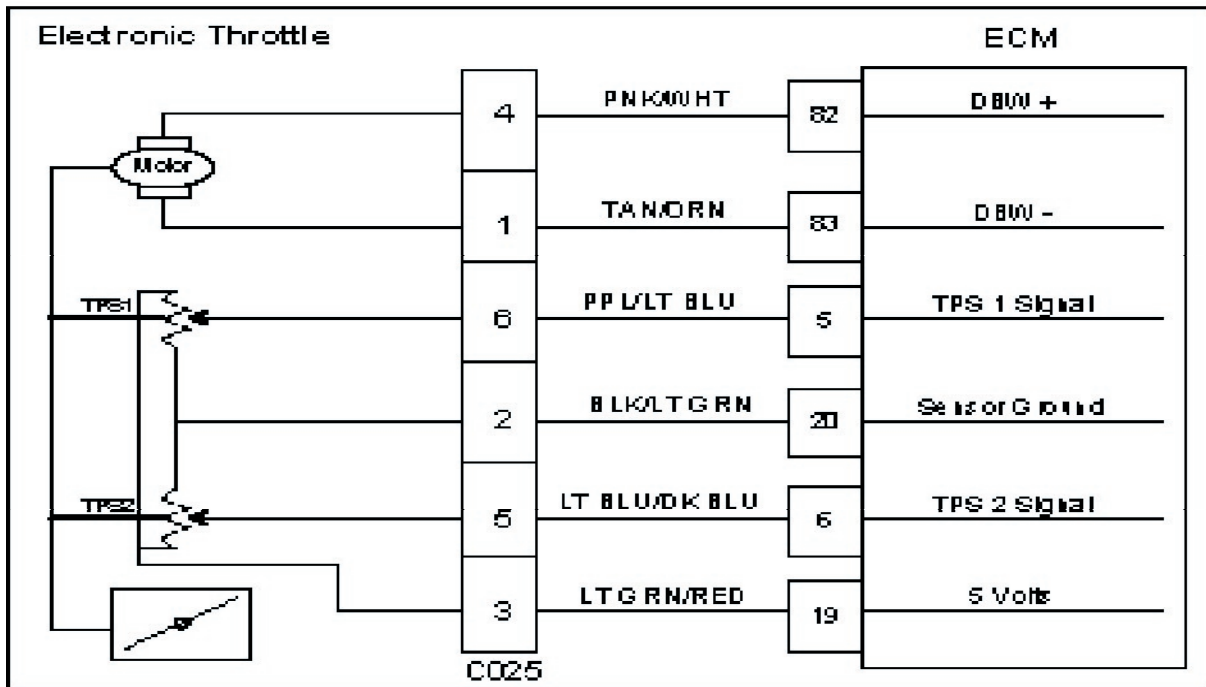 Electronic Throttle
ECM
4
PNK/WHT
82
DBW +
Motor
1
TAN/ORN
83
DBW -
TPS1
6
PPL/LT BLU
5
TPS 1 Signal
2
BLK/LT GRN
20
Sensor Ground
TPS2
5
LT BLU/DK BLU
6
TPS 2 Signal
3
LT GRN/RED
19
5 Volts
C025